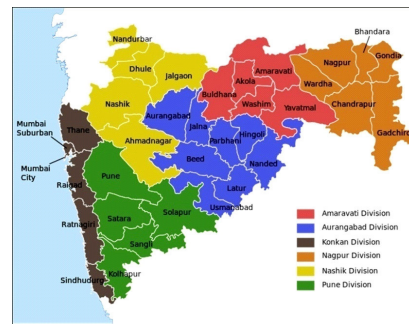 Nandurbar
Dhule
Jalgaon
Nashik
Buldhana
Akola
Amaravati
Washim
Yavatmal
Wardha
Nagpur
Bhandara
Gondia
Chandrapur
Gadchiro
Aurangabad
Jalna
Parbhani
Hingoli
Nanded
Beed
Latur
Usmanabad
Ahmadnagar
Thane
Mumbai
Suburban
Mumbai
City
Raigad
Ratnagiri
Sindhudurg
Pune
Satara
Solapur
Sangli
Kolhapur
Amaravati Division
Aurangabad Division
Konkan Division
Nagpur Division
Nashik Division
Pune Division